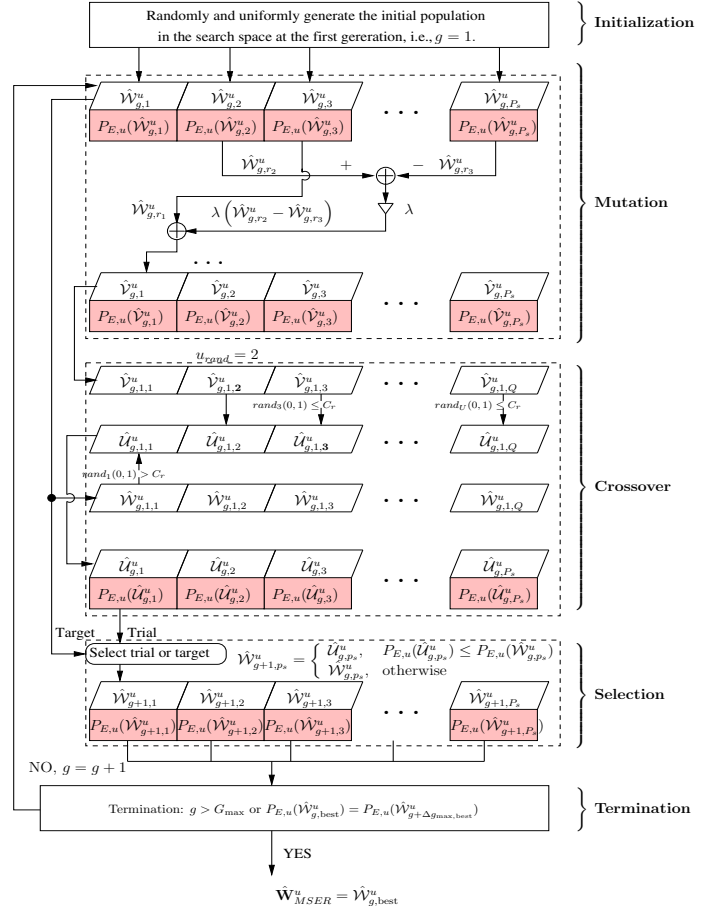 Randomly and uniformly generate the initial population
in the search space at the first gereration, i.e., g = 1.
Initialization
Ŵ^u_{g,1} Ŵ^u_{g,2} Ŵ^u_{g,3} · · · Ŵ^u_{g,P_s}
P_{E,u}(Ŵ^u_{g,1}) P_{E,u}(Ŵ^u_{g,2}) P_{E,u}(Ŵ^u_{g,3}) P_{E,u}(Ŵ^u_{g,P_s})
Ŵ^u_{g,r_2} + − Ŵ^u_{g,r_3}
Ŵ^u_{g,r_1} λ(Ŵ^u_{g,r_2} − Ŵ^u_{g,r_3}) λ
Mutation
· · ·
V̂^u_{g,1} V̂^u_{g,2} V̂^u_{g,3} · · · V̂^u_{g,P_s}
P_{E,u}(V̂^u_{g,1}) P_{E,u}(V̂^u_{g,2}) P_{E,u}(V̂^u_{g,3}) P_{E,u}(V̂^u_{g,P_s})
u_{rand} = 2
V̂^u_{g,1,1} V̂^u_{g,1,2} V̂^u_{g,1,3} · · · V̂^u_{g,1,Q}
rand_3(0,1) ≤ C_r rand_U(0,1) ≤ C_r
Û^u_{g,1,1} Û^u_{g,1,2} Û^u_{g,1,3} · · · Û^u_{g,1,Q}
rand_1(0,1) > C_r
Crossover
Ŵ^u_{g,1,1} Ŵ^u_{g,1,2} Ŵ^u_{g,1,3} · · · Ŵ^u_{g,1,Q}
Û^u_{g,1} Û^u_{g,2} Û^u_{g,3} · · · Û^u_{g,P_s}
P_{E,u}(Û^u_{g,1}) P_{E,u}(Û^u_{g,2}) P_{E,u}(Û^u_{g,3}) P_{E,u}(Û^u_{g,P_s})
Target Trial
Select trial or target
Ŵ^u_{g+1,p_s} = { Û^u_{g,p_s}, P_{E,u}(Û^u_{g,p_s}) ≤ P_{E,u}(Ŵ^u_{g,p_s})
Ŵ^u_{g,p_s}, otherwise
Selection
Ŵ^u_{g+1,1} Ŵ^u_{g+1,2} Ŵ^u_{g+1,3} · · · Ŵ^u_{g+1,P_s}
P_{E,u}(Ŵ^u_{g+1,1}) P_{E,u}(Ŵ^u_{g+1,2}) P_{E,u}(Ŵ^u_{g+1,3}) P_{E,u}(Ŵ^u_{g+1,P_s})
NO, g = g + 1
Termination: g > G_{max} or P_{E,u}(Ŵ^u_{g,best}) = P_{E,u}(Ŵ^u_{g+Δg_{max,best}})
Termination
YES
Ŵ^u_{MSER} = Ŵ^u_{g,best}